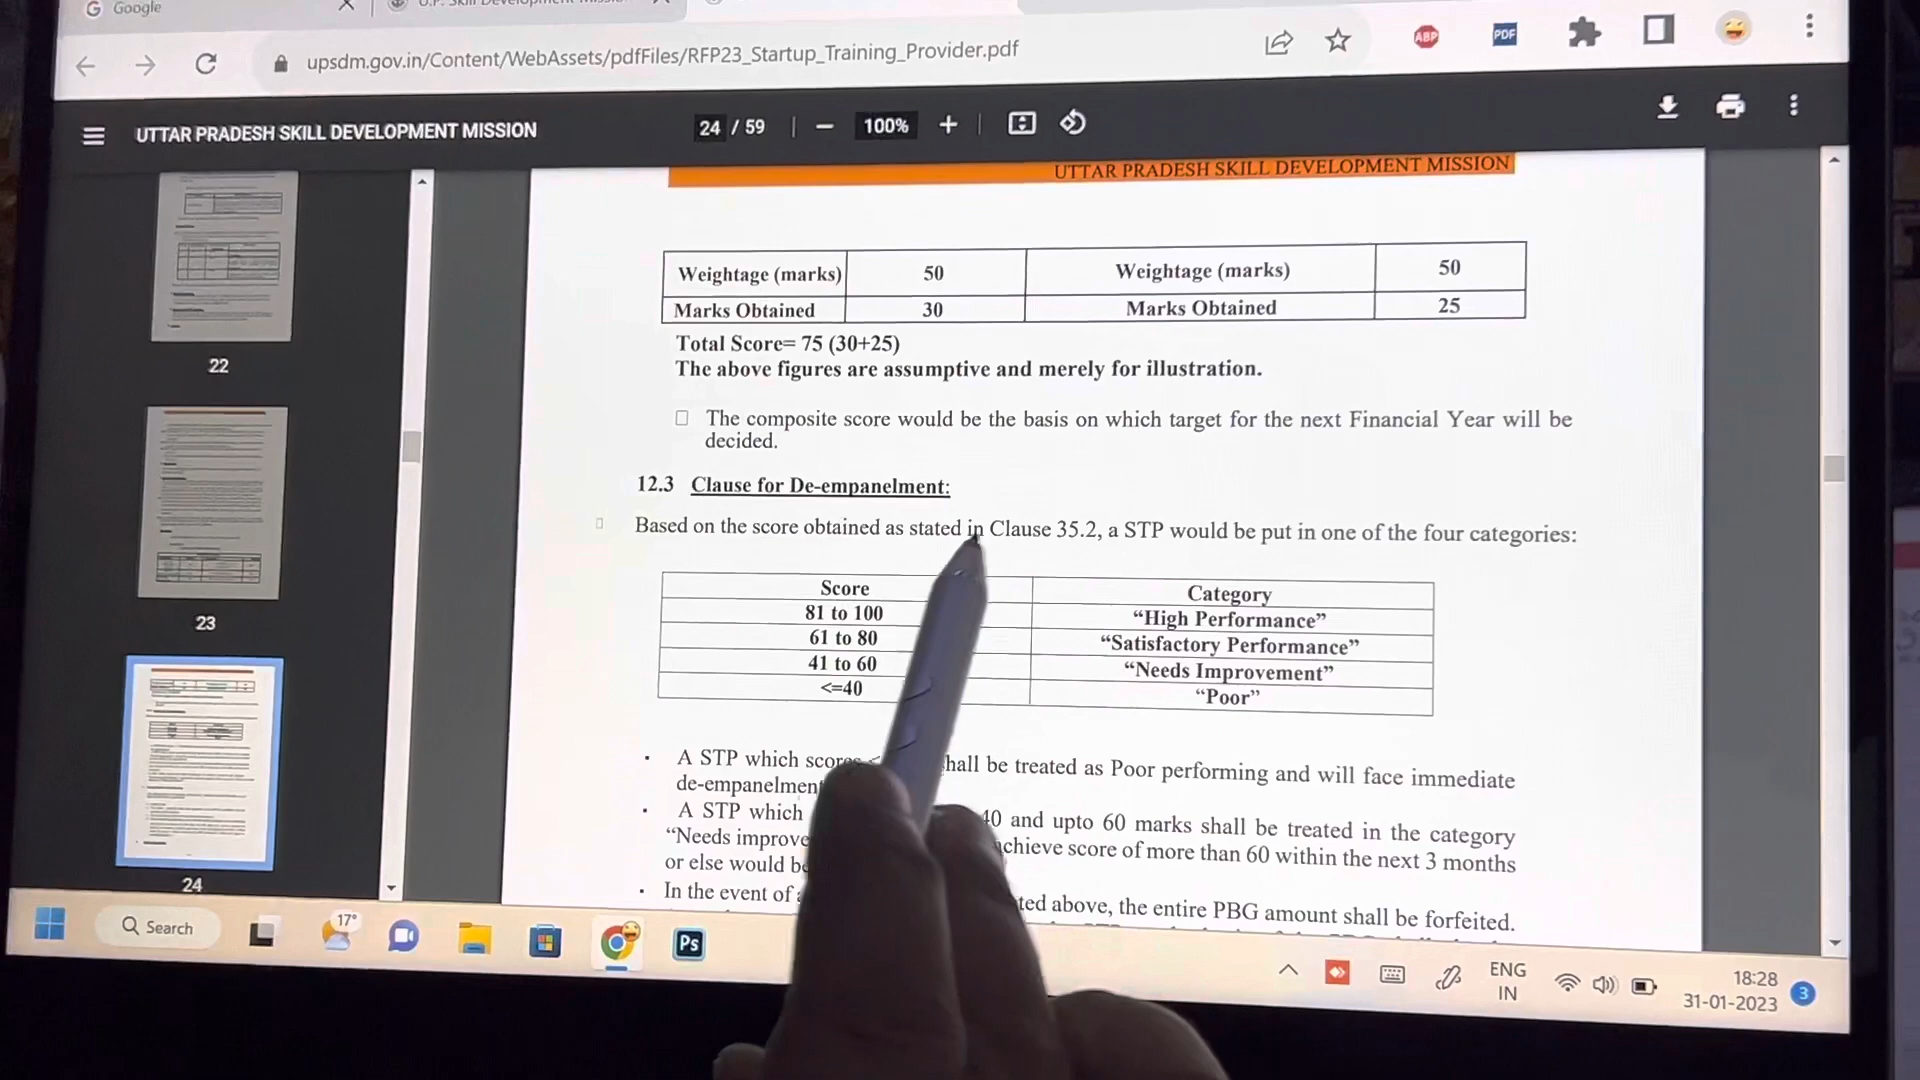 Google
upsdm.gov.in/Content/WebAssets/pdfFiles/RFP23_Startup_Training_Provider.pdf
ABP
PDF
UTTAR PRADESH SKILL DEVELOPMENT MISSION
24 / 59
100%
UTTAR PRADESH SKILL DEVELOPMENT MISSION
Weightage (marks) 50 Weightage (marks) 50
Marks Obtained 30 Marks Obtained 25
Total Score= 75 (30+25)
The above figures are assumptive and merely for illustration.
The composite score would be the basis on which target for the next Financial Year will be
decided.
12.3 Clause for De-empanelment:
Based on the score obtained as stated in Clause 35.2, a STP would be put in one of the four categories:
Score Category
81 to 100 “High Performance”
61 to 80 “Satisfactory Performance”
41 to 60 “Needs Improvement”
<=40 “Poor”
A STP which scores hall be treated as Poor performing and will face immediate
de-empanelment
A STP which 40 and upto 60 marks shall be treated in the category
“Needs improve chieve score of more than 60 within the next 3 months
or else would be
In the event of a ted above, the entire PBG amount shall be forfeited.
22
23
24
Search
17°
Ps
ENG
IN
18:28
31-01-2023
3